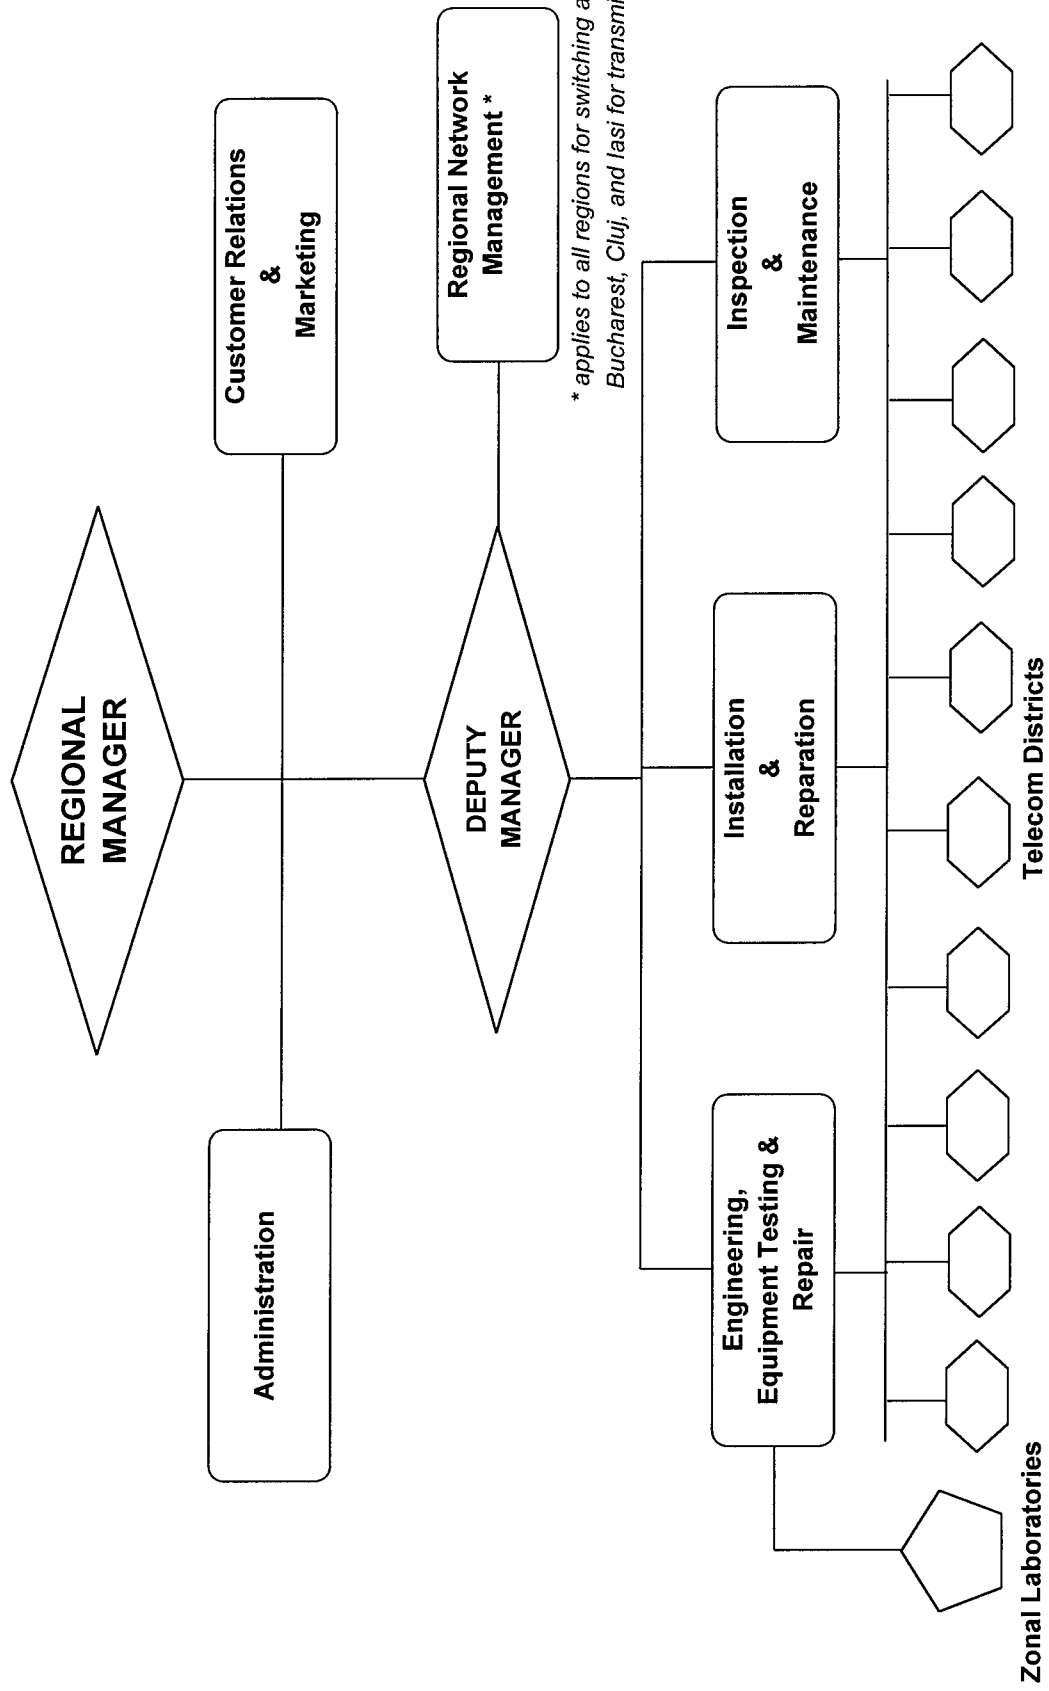 REGIONAL
MANAGER
Administration
Customer Relations
&
Marketing
DEPUTY
MANAGER
Regional Network
Management *
* applies to all regions for switching
Bucharest, Cluj, and Iasi for
Engineering,
Equipment Testing &
Repair
Installation
&
Reparation
Inspection
&
Maintenance
Zonal Laboratories
Telecom Districts